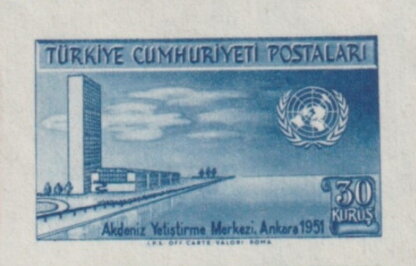 TÜRKİYE CUMHURİYETİ POSTALARI
30
KURUŞ
Akdeniz Yetiştirme Merkezi, Ankara 1951
I.P.S. OFF. CARTE-VALORI ROMA